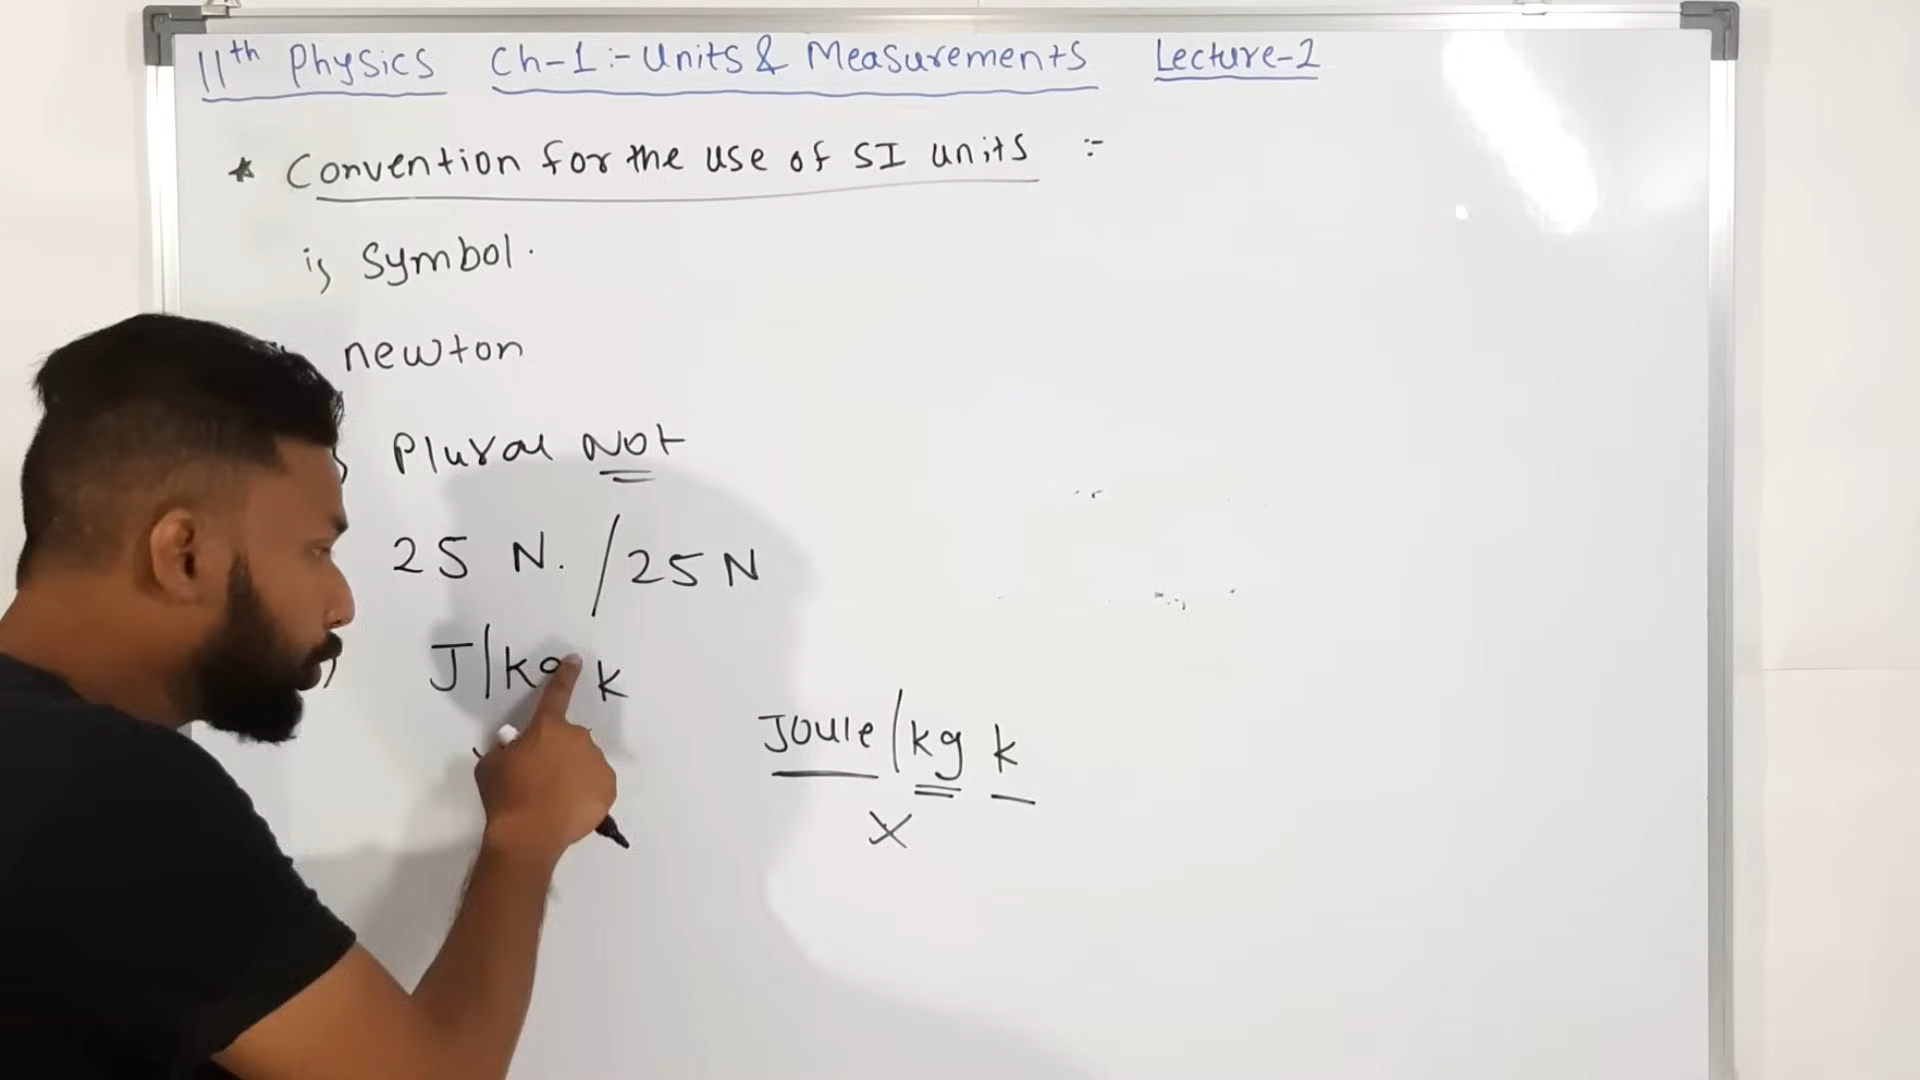 11th Physics Ch-1:- Units & Measurements Lecture-2
* Convention for the use of SI units :-
i) Symbol.
newton
) Plural Not
25 N. / 25 N
) J/kg k
Joule/kg k
X